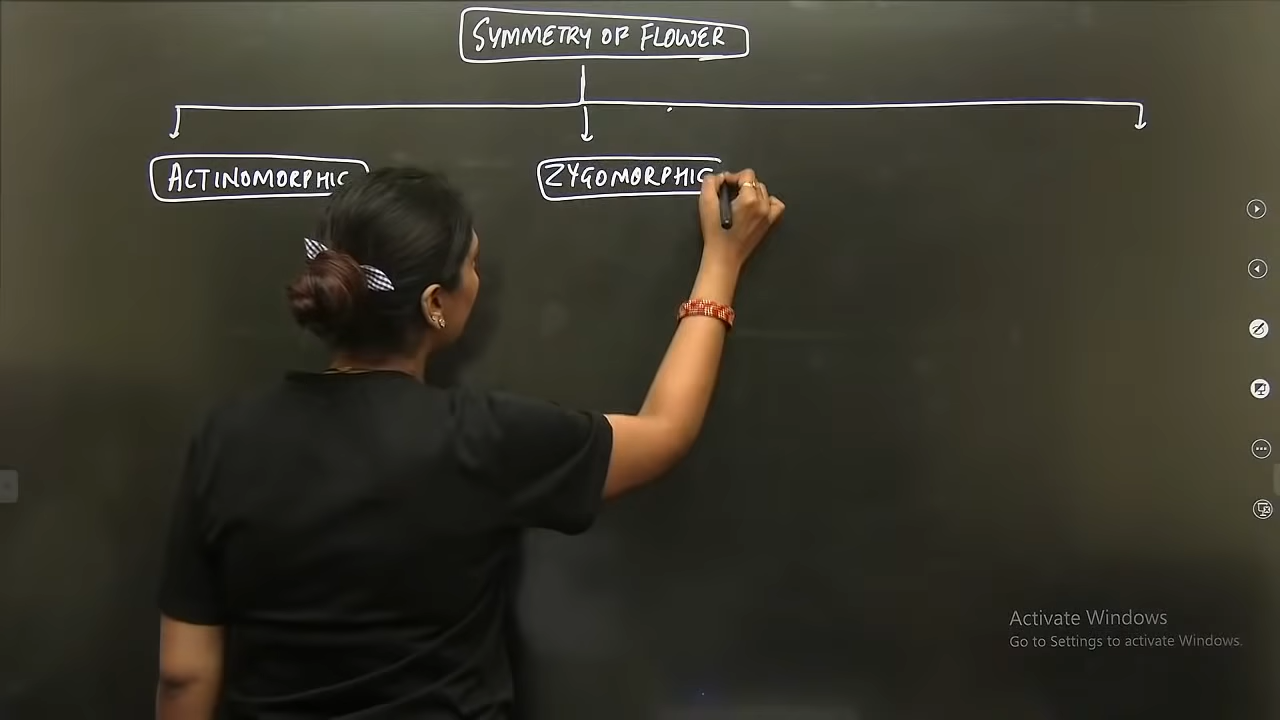 SYMMETRY OF FLOWER
ACTINOMORPHIC
ZYGOMORPHIC
Activate Windows
Go to Settings to activate Windows.